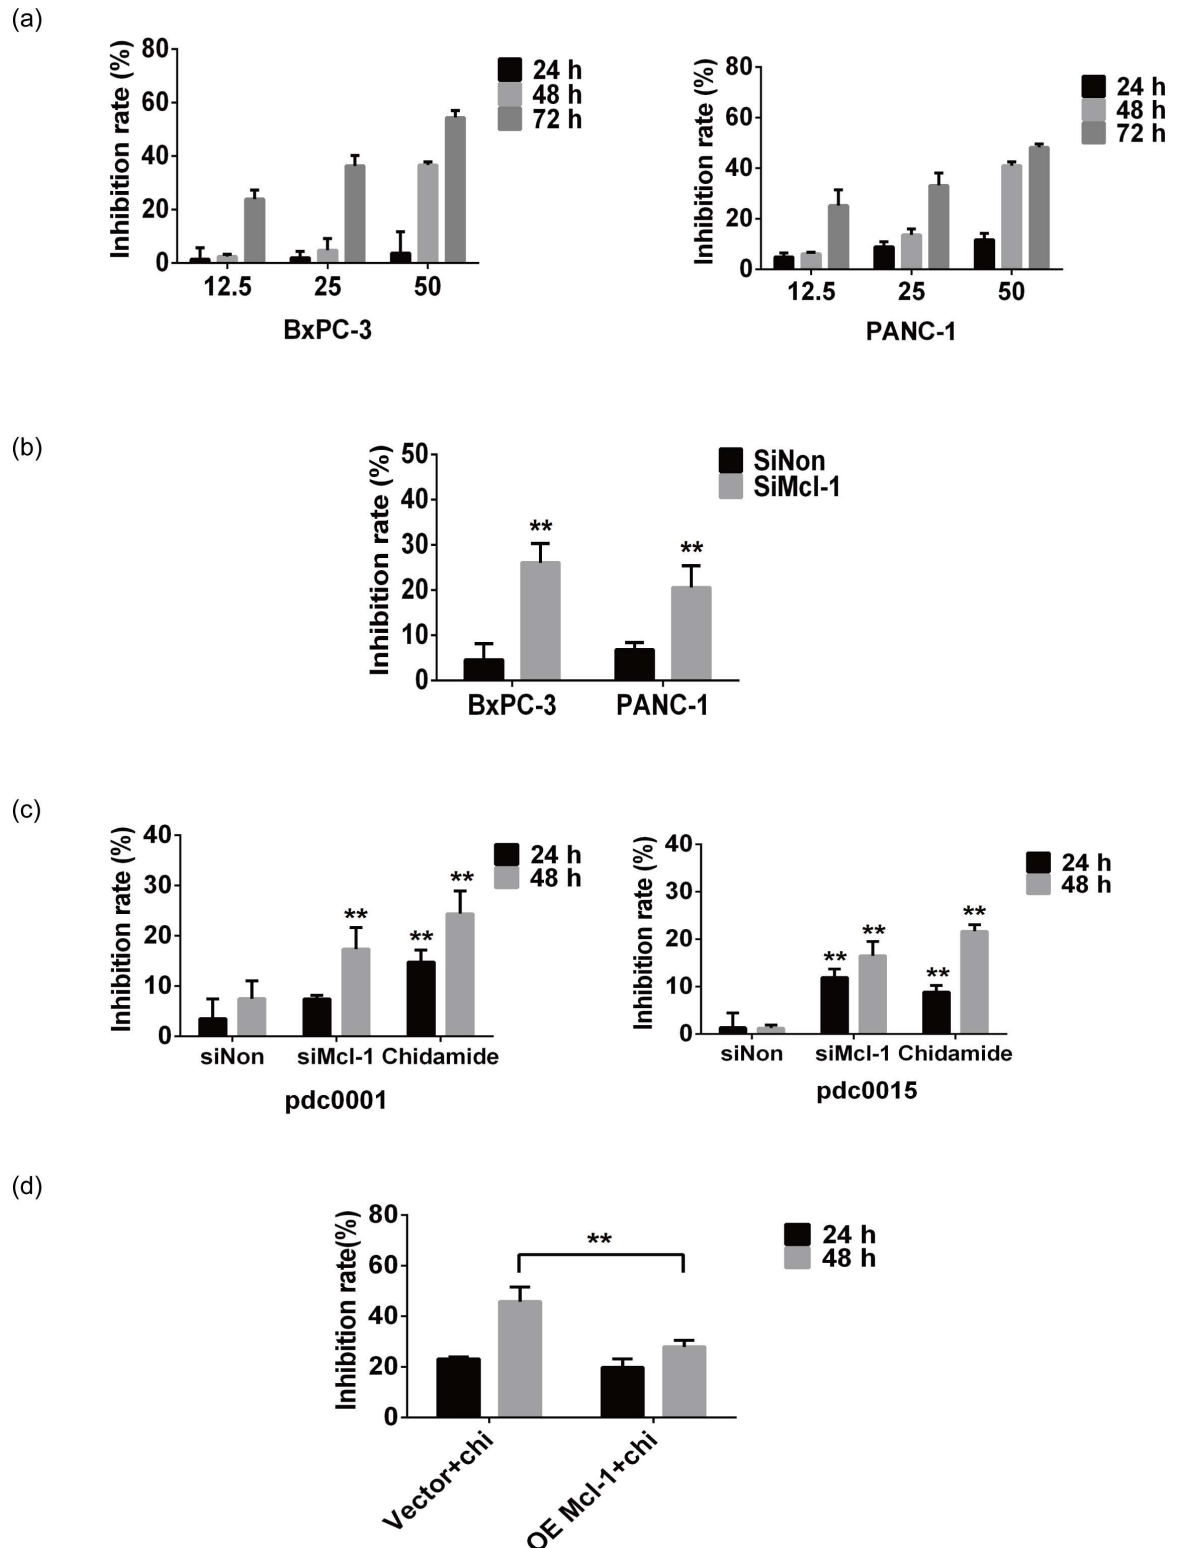 (a)
Inhibition rate (%)
80
60
40
20
0
12.5 25 50
BxPC-3
24 h
48 h
72 h
Inhibition rate (%)
80
60
40
20
0
12.5 25 50
PANC-1
24 h
48 h
72 h
(b)
Inhibition rate (%)
50
40
30
20
10
0
** **
BxPC-3 PANC-1
SiNon
SiMcl-1
(c)
Inhibition rate (%)
40
30
20
10
0
** ** **
siNon siMcl-1 Chidamide
pdc0001
24 h
48 h
Inhibition rate (%)
40
30
20
10
0
** ** ** **
siNon siMcl-1 Chidamide
pdc0015
24 h
48 h
(d)
Inhibition rate(%)
80
60
40
20
0
**
Vector+chi
OE Mcl-1+chi
24 h
48 h